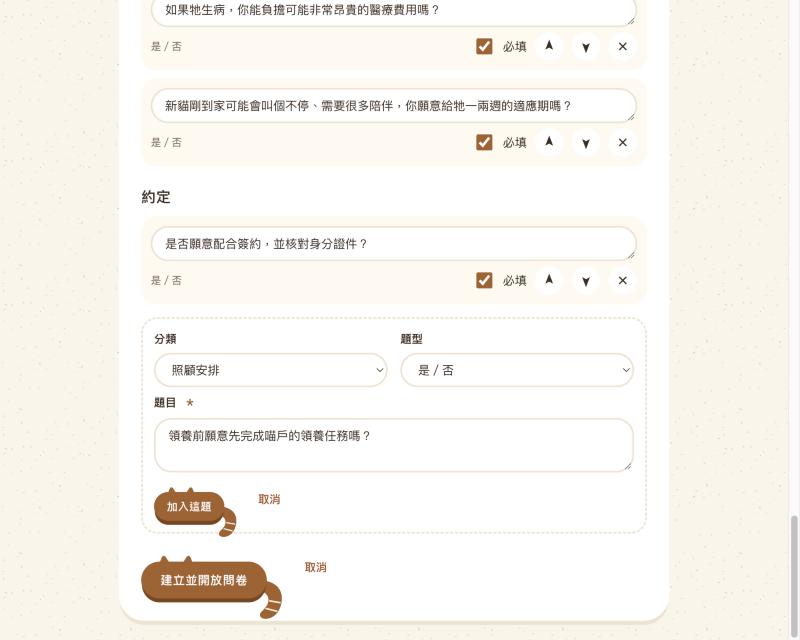 如果牠生病，你能負擔可能非常昂貴的醫療費用嗎？
是 / 否
必填
新貓剛到家可能會叫個不停、需要很多陪伴，你願意給牠一兩週的適應期嗎？
是 / 否
必填
約定
是否願意配合簽約，並核對身分證件？
是 / 否
必填
分類
題型
照顧安排
是 / 否
題目 *
領養前願意先完成喵戶的領養任務嗎？
加入這題
取消
建立並開放問卷
取消